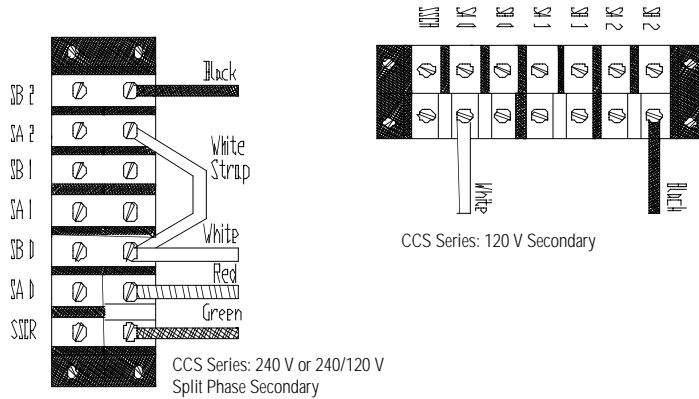 SB 2
Black
SA 2
White
Strap
SB 1
SA 1
White
SB 0
Red
SA 0
Green
CCS Series: 240 V or 240/120 V
Split Phase Secondary
SA 0
SB 0
SA 1
SB 1
SA 2
SB 2
White
Black
CCS Series: 120 V Secondary